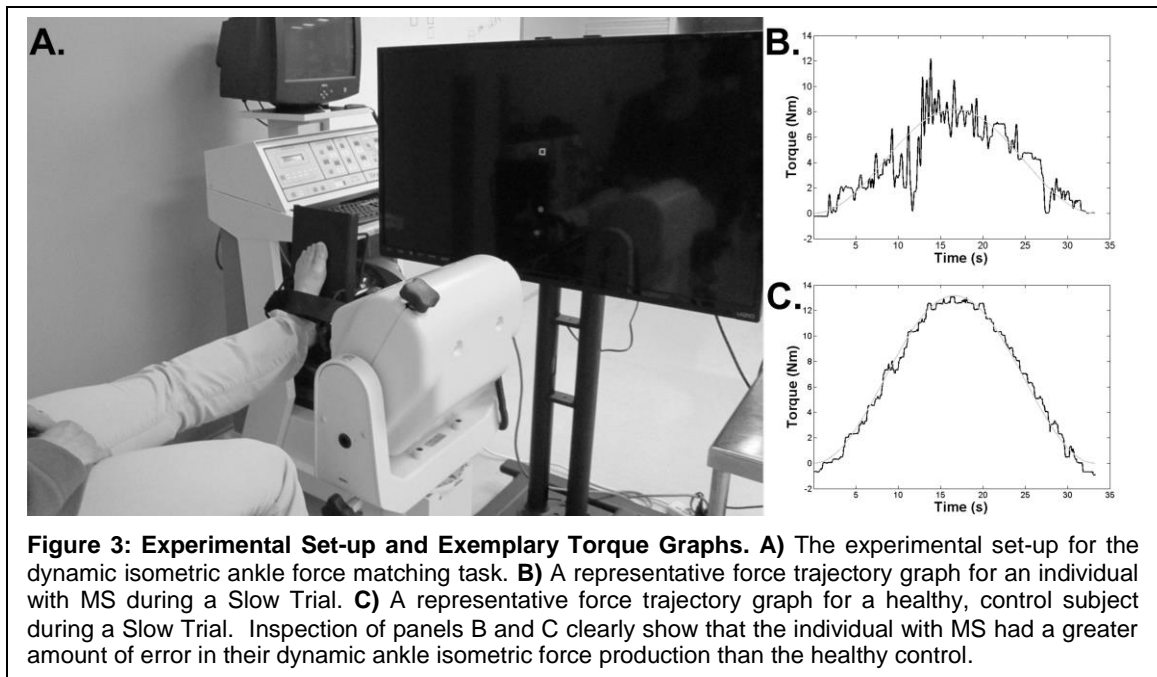 A.
B.
14
12
10
8
6
4
2
0
-2
Torque (Nm)
5 10 15 20 25 30 35
Time (s)
C.
14
12
10
8
6
4
2
0
-2
Torque (Nm)
5 10 15 20 25 30 35
Time (s)
VIZIO
Figure 3: Experimental Set-up and Exemplary Torque Graphs. A) The experimental set-up for the
dynamic isometric ankle force matching task. B) A representative force trajectory graph for an individual
with MS during a Slow Trial. C) A representative force trajectory graph for a healthy, control subject
during a Slow Trial. Inspection of panels B and C clearly show that the individual with MS had a greater
amount of error in their dynamic ankle isometric force production than the healthy control.